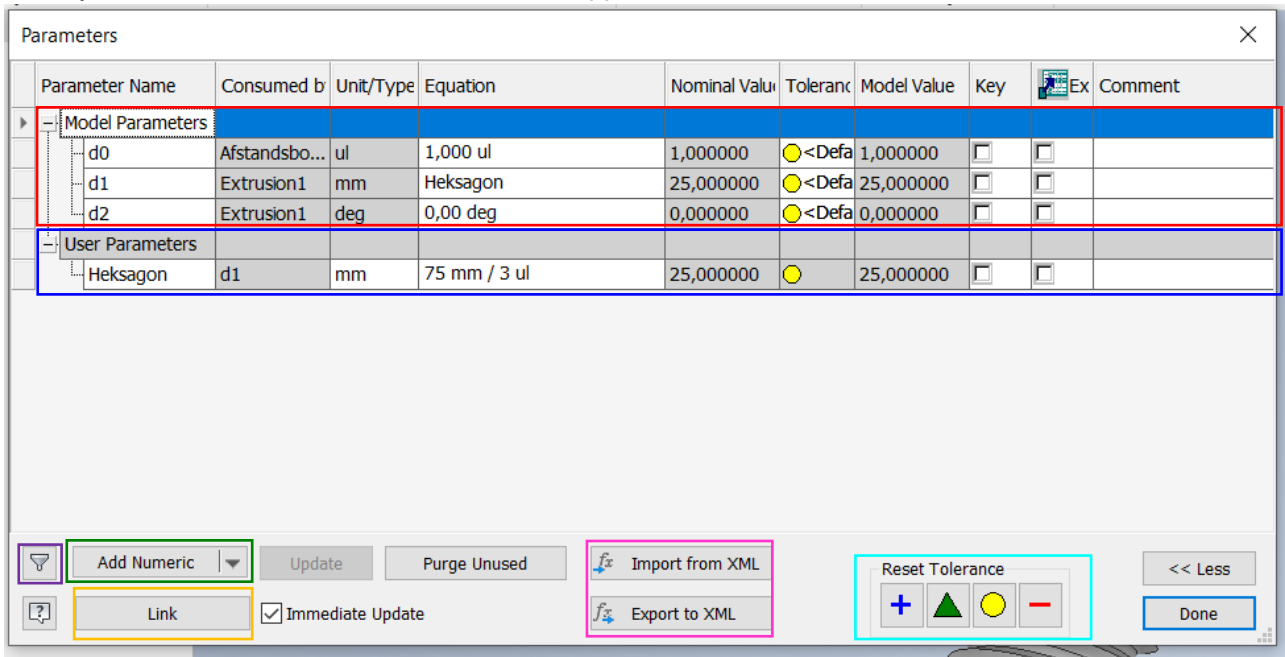 Parameters
Parameter Name Consumed b Unit/Type Equation Nominal Valu Toleranc Model Value Key Ex Comment
Model Parameters
d0 Afstandsbo... ul 1,000 ul 1,000000 <Defa 1,000000
d1 Extrusion1 mm Heksagon 25,000000 <Defa 25,000000
d2 Extrusion1 deg 0,00 deg 0,000000 <Defa 0,000000
User Parameters
Heksagon d1 mm 75 mm / 3 ul 25,000000 25,000000
Add Numeric Update Purge Unused fx Import from XML Reset Tolerance << Less
? Link Immediate Update fx Export to XML + − Done